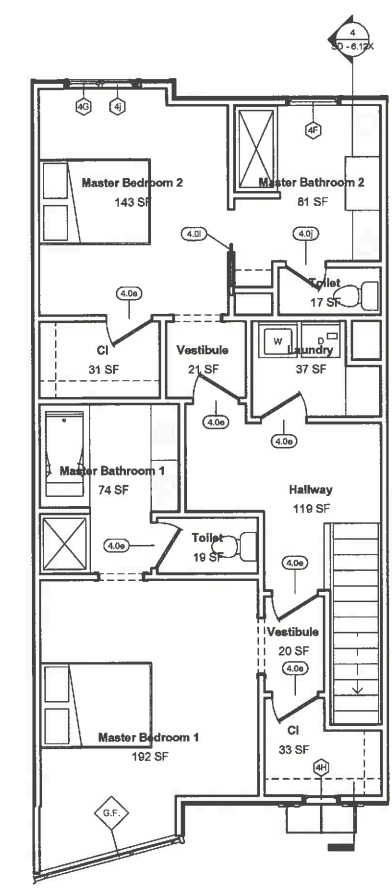 4
SD - 6.12X
4G
4j
4F
Master Bedroom 2
143 SF
Master Bathroom 2
81 SF
4.0i
4.0j
Toilet
17 SF
4.0e
Cl
31 SF
Vestibule
21 SF
W
D
Laundry
37 SF
4.0e
4.0e
Master Bathroom 1
74 SF
Hallway
119 SF
4.0e
Toilet
19 SF
4.0e
Vestibule
20 SF
4.0e
Master Bedroom 1
192 SF
Cl
33 SF
4H
G.F.